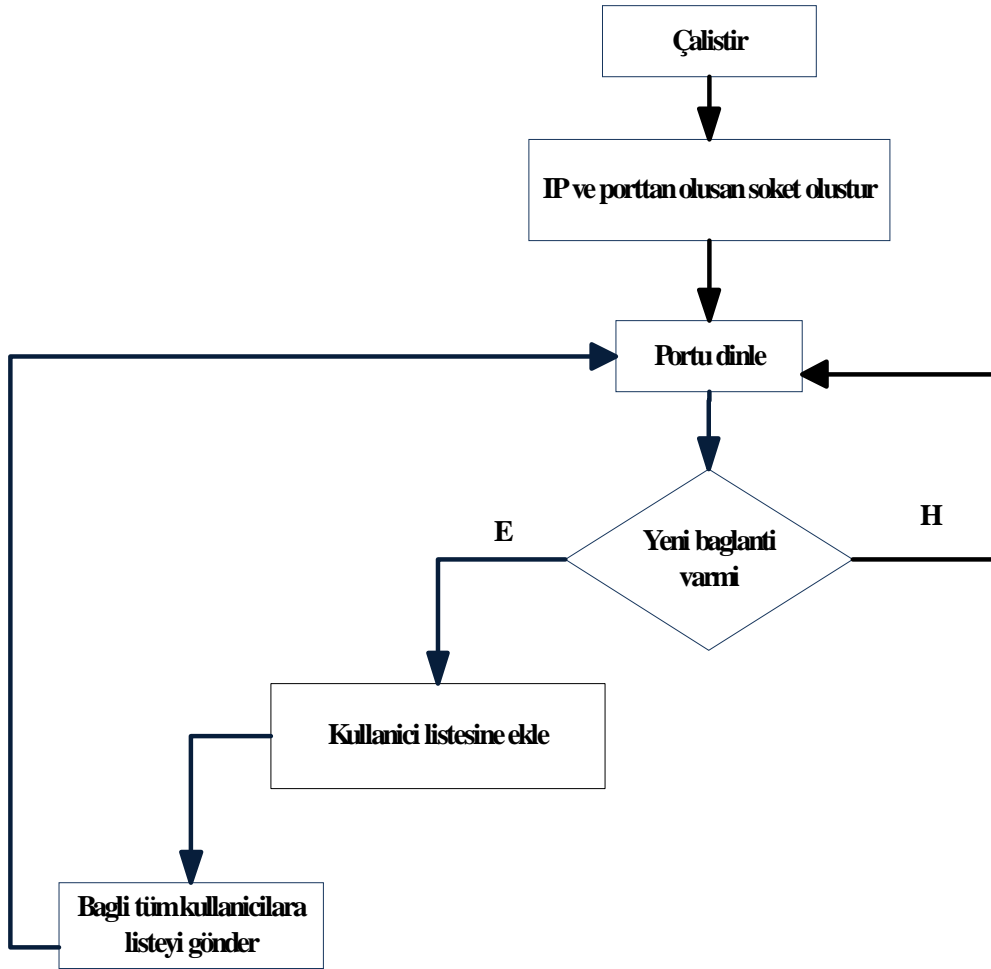 Çalistir
IP ve porttan olusan soket olustur
Portu dinle
Yeni baglanti
varmi
E
H
Kullanici listesine ekle
Bagli tüm kullanicilara
listeyi gönder